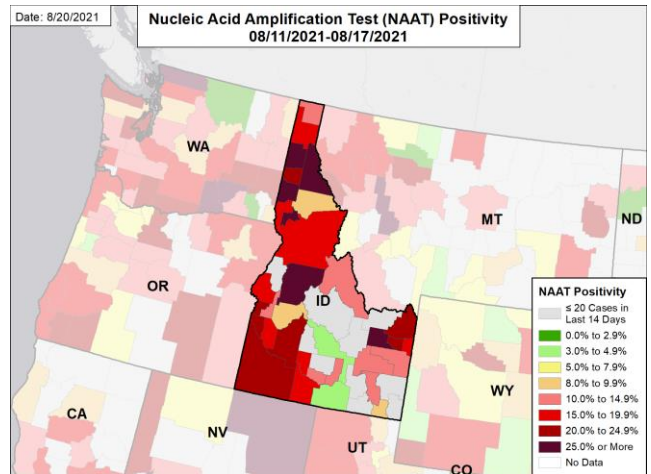 Date: 8/20/2021
Nucleic Acid Amplification Test (NAAT) Positivity
08/11/2021-08/17/2021
WA
MT
ND
OR
ID
WY
CA
NV
UT
CO
NAAT Positivity
≤ 20 Cases in
Last 14 Days
0.0% to 2.9%
3.0% to 4.9%
5.0% to 7.9%
8.0% to 9.9%
10.0% to 14.9%
15.0% to 19.9%
20.0% to 24.9%
25.0% or More
No Data